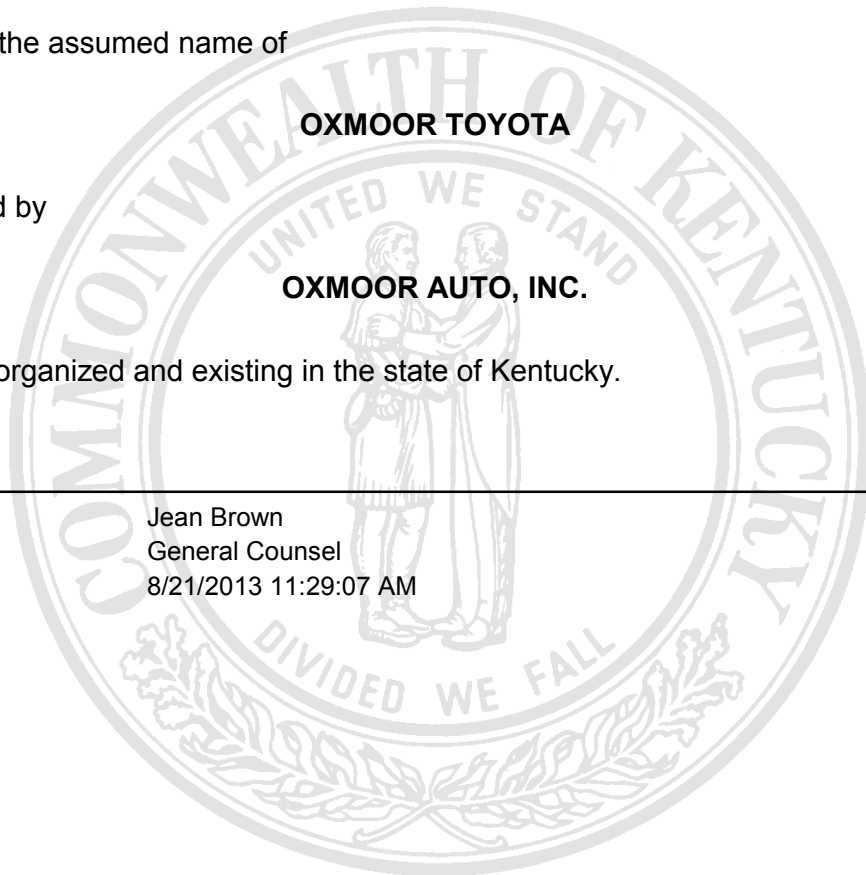 the assumed name of
OXMOOR TOYOTA
d by
OXMOOR AUTO, INC.
organized and existing in the state of Kentucky.
Jean Brown
General Counsel
8/21/2013 11:29:07 AM
COMMONWEALTH OF KENTUCKY
UNITED WE STAND
DIVIDED WE FALL